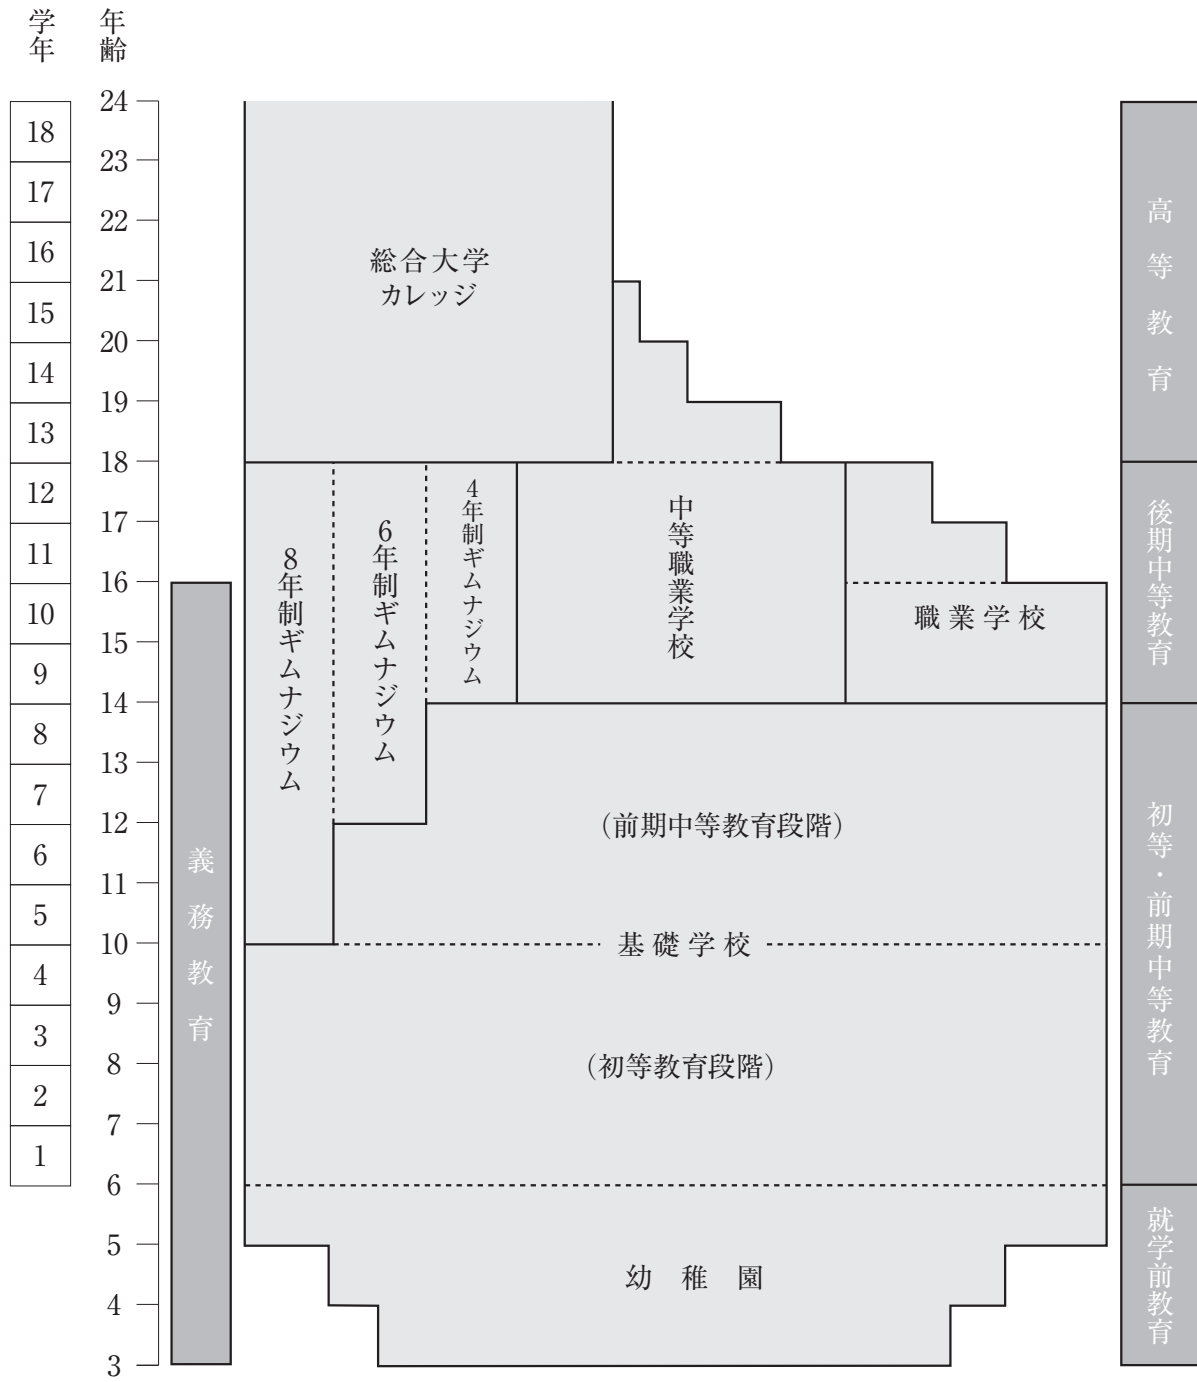 学年
年齢
18
17
16
15
14
13
12
11
10
9
8
7
6
5
4
3
2
1
24
23
22
21
20
19
18
17
16
15
14
13
12
11
10
9
8
7
6
5
4
3
義務教育
総合大学
カレッジ
8年制ギムナジウム
6年制ギムナジウム
4年制ギムナジウム
中等職業学校
職業学校
(前期中等教育段階)
基礎学校
(初等教育段階)
幼稚園
高等教育
後期中等教育
初等・前期中等教育
就学前教育